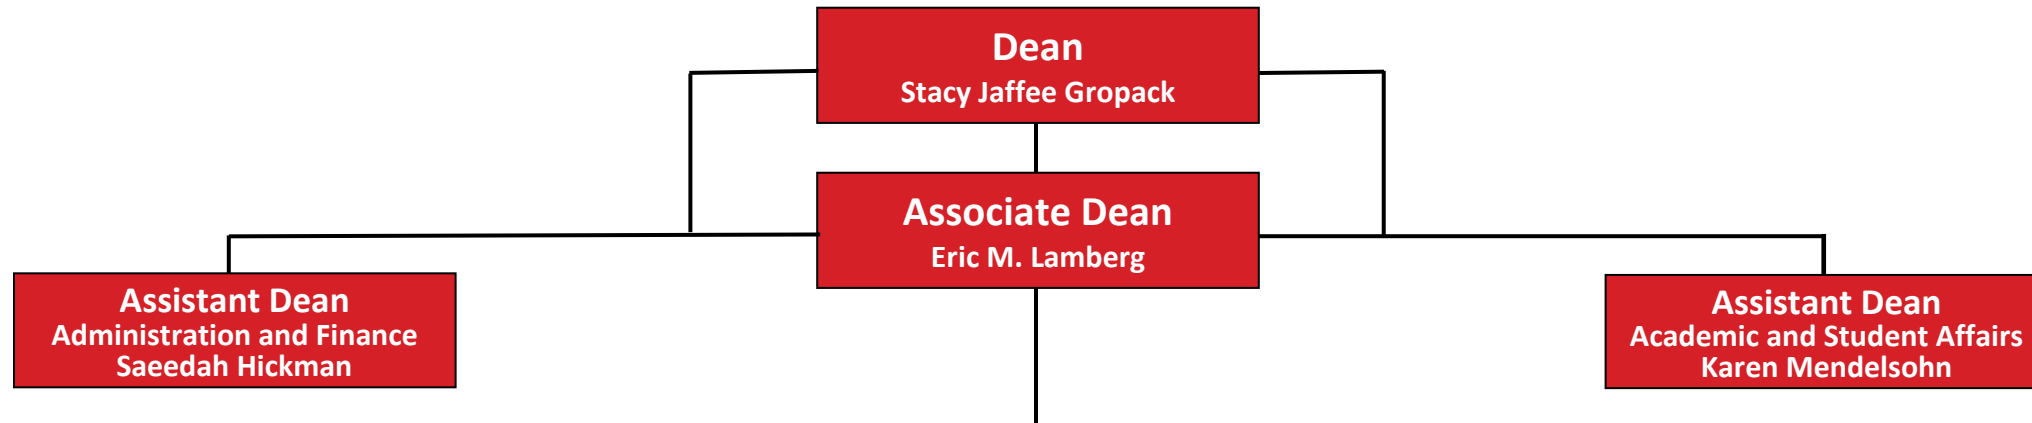 Dean
Stacy Jaffee Gropack
Associate Dean
Eric M. Lamberg
Assistant Dean
Administration and Finance
Saeedah Hickman
Assistant Dean
Academic and Student Affairs
Karen Mendelsohn